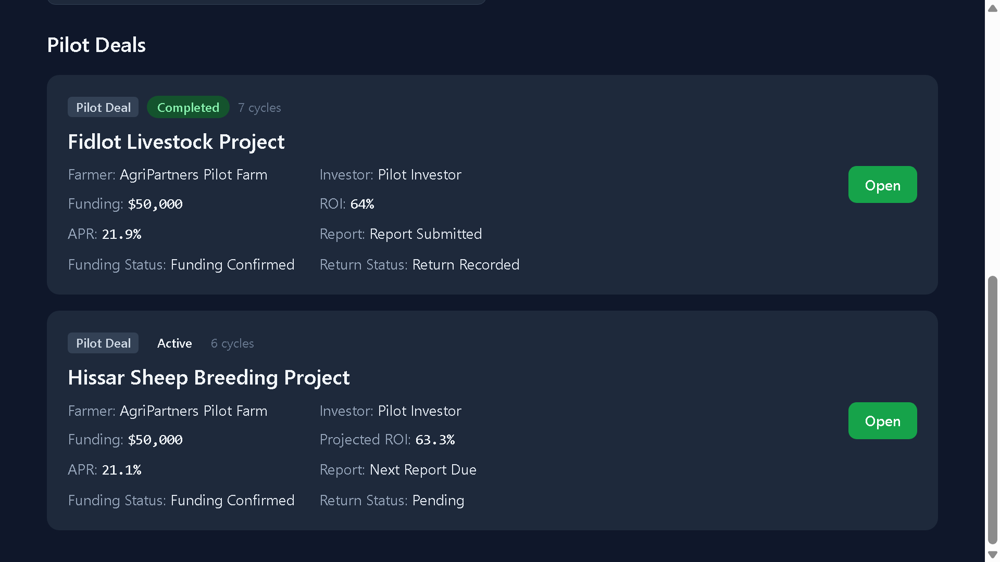 Pilot Deals
Pilot Deal Completed 7 cycles
Fidlot Livestock Project
Farmer: AgriPartners Pilot Farm Investor: Pilot Investor
Funding: $50,000 ROI: 64%
APR: 21.9% Report: Report Submitted
Funding Status: Funding Confirmed Return Status: Return Recorded
Open
Pilot Deal Active 6 cycles
Hissar Sheep Breeding Project
Farmer: AgriPartners Pilot Farm Investor: Pilot Investor
Funding: $50,000 Projected ROI: 63.3%
APR: 21.1% Report: Next Report Due
Funding Status: Funding Confirmed Return Status: Pending
Open